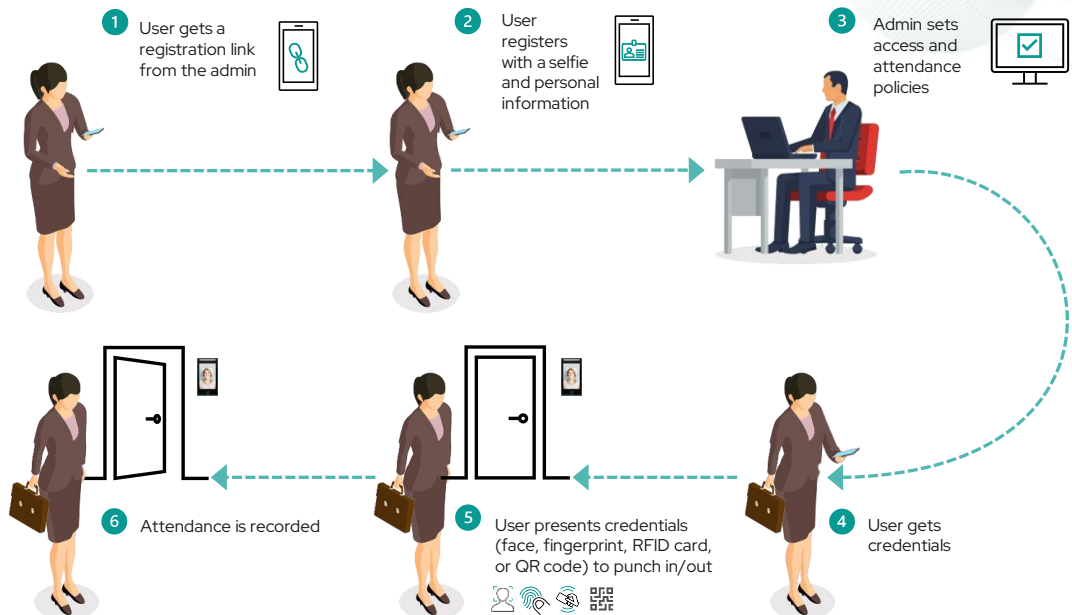 1 User gets a
registration link
from the admin
2 User
registers
with a selfie
and personal
information
3 Admin sets
access and
attendance
policies
4 User gets
credentials
5 User presents credentials
(face, fingerprint, RFID card,
or QR code) to punch in/out
6 Attendance is recorded